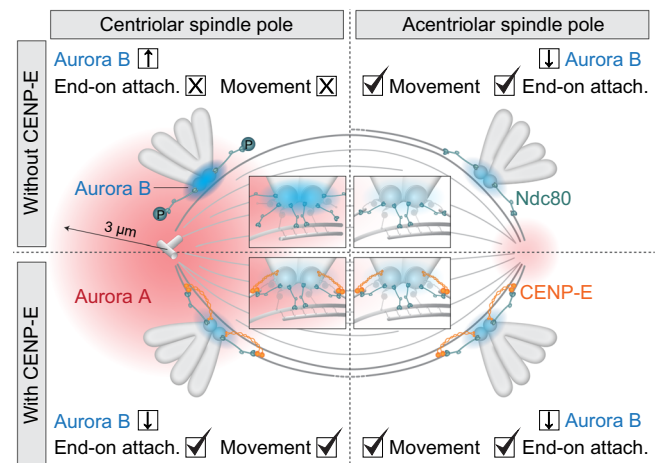 Centriolar spindle pole
Acentriolar spindle pole
Without CENP-E
Aurora B ↑
End-on attach. X Movement X
↓ Aurora B
✓ Movement ✓ End-on attach.
P
Aurora B
P
Ndc80
3 µm
Aurora A
CENP-E
With CENP-E
Aurora B ↓
End-on attach. ✓ Movement ✓
↓ Aurora B
✓ Movement ✓ End-on attach.